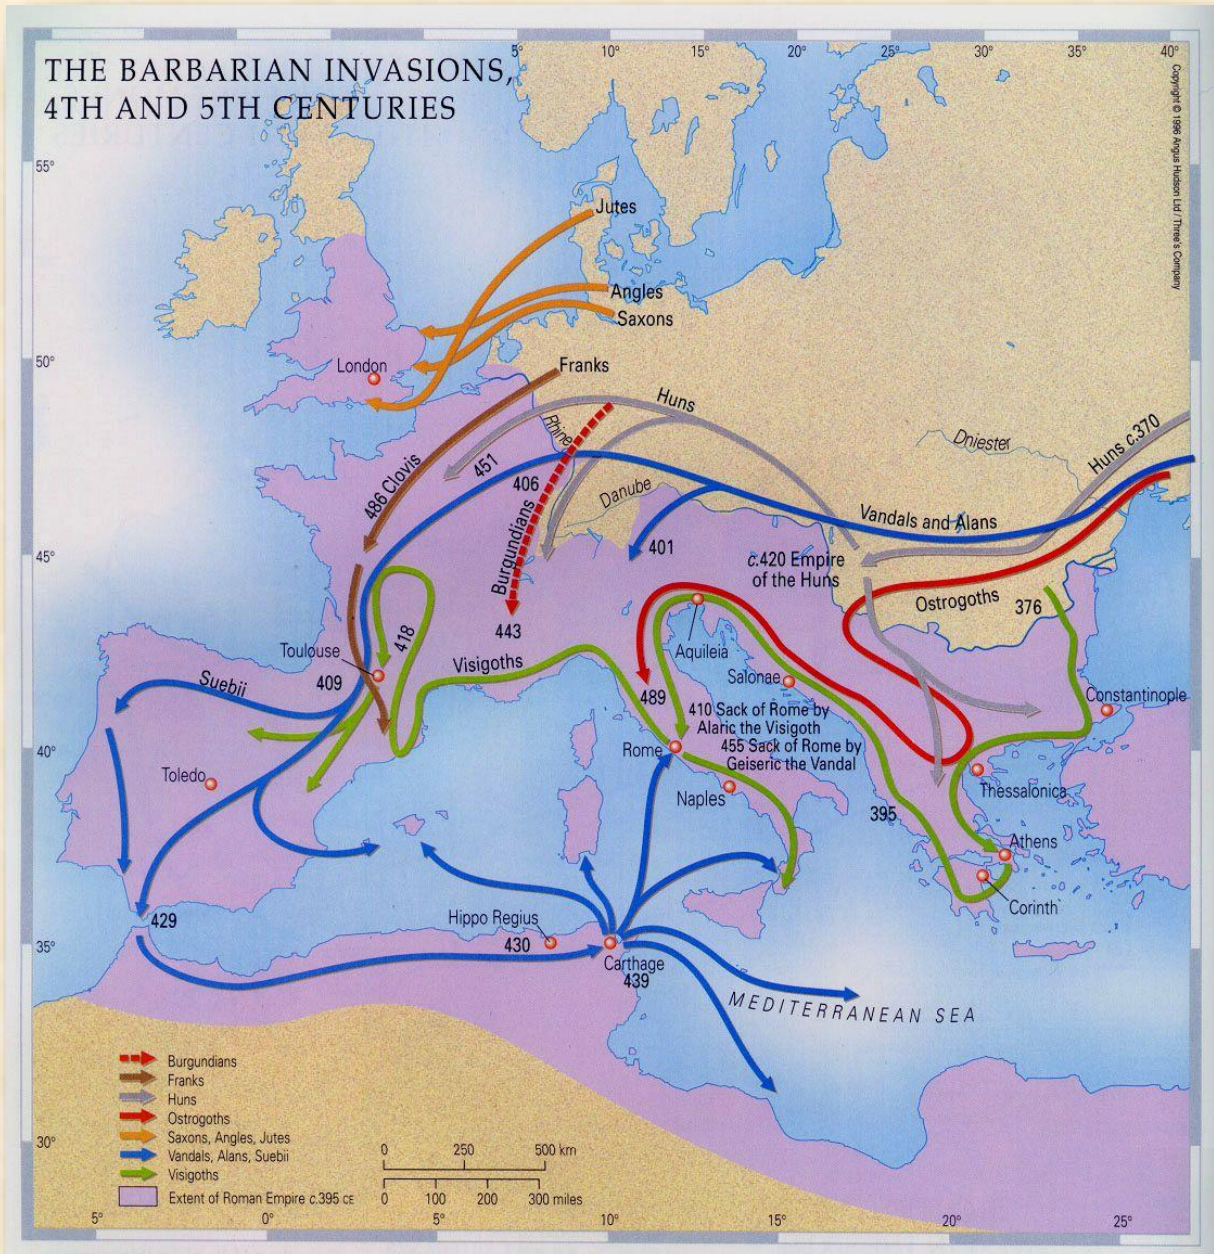 THE BARBARIAN INVASIONS,
4TH AND 5TH CENTURIES
5°
10°
15°
20°
25°
30°
35°
40°
Copyright © 1996 Angus Hudson Ltd / Three's Company
55°
50°
45°
40°
35°
30°
Jutes
Angles
Saxons
London
Franks
Huns
Rhine
Dniester
Huns c.370
451
486 Clovis
406
Danube
Burgundians
Vandals and Alans
401
c.420 Empire
of the Huns
Ostrogoths
376
443
418
Toulouse
409
Visigoths
Aquileia
Suebii
Salonae
489
Constantinople
410 Sack of Rome by
Alaric the Visigoth
Rome
455 Sack of Rome by
Geiseric the Vandal
Toledo
Naples
Thessalonica
395
Athens
Corinth
429
Hippo Regius
430
Carthage
439
MEDITERRANEAN SEA
Burgundians
Franks
Huns
Ostrogoths
Saxons, Angles, Jutes
Vandals, Alans, Suebii
Visigoths
Extent of Roman Empire c.395 CE
0 250 500 km
0 100 200 300 miles
5°
0°
5°
10°
15°
20°
25°